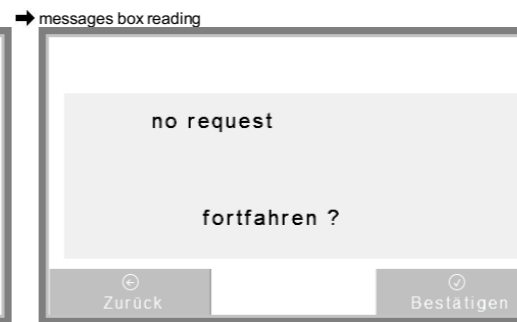 messages box reading
no request
fortfahren ?
Zurück
Bestätigen